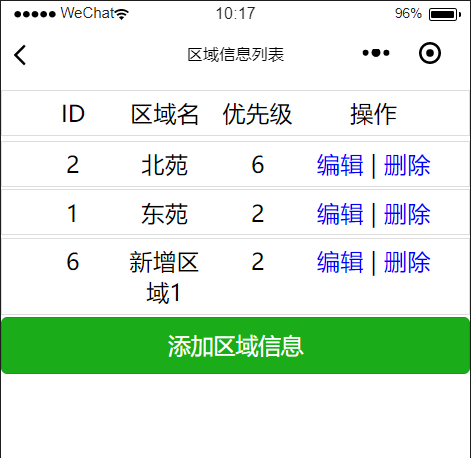 WeChat 10:17 96%
区域信息列表
ID 区域名 优先级 操作
2 北苑 6 编辑 | 删除
1 东苑 2 编辑 | 删除
6 新增区 2 编辑 | 删除
域1
添加区域信息